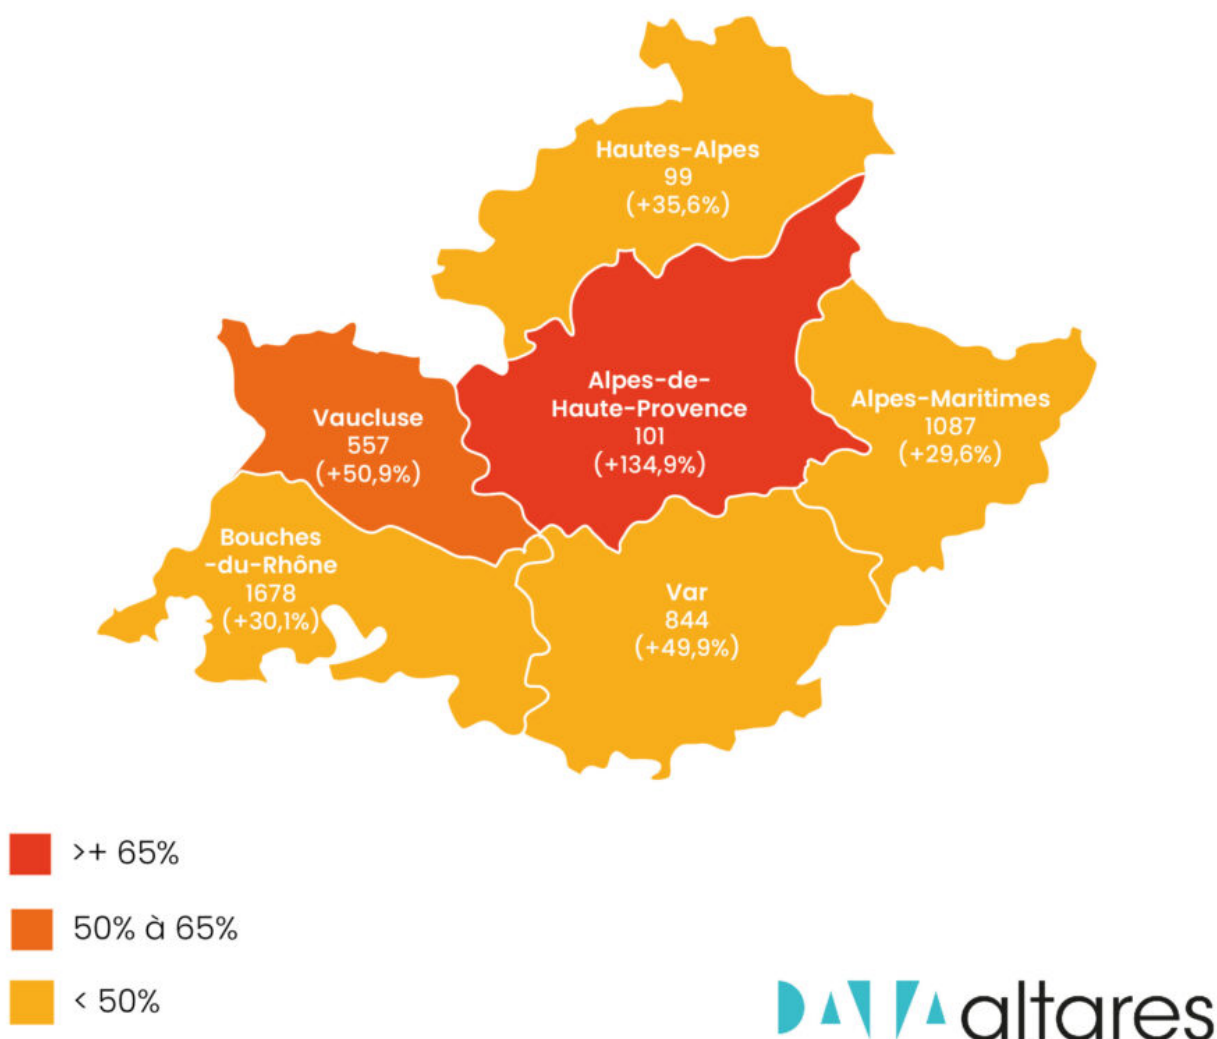 Hautes-Alpes
99
(+35,6%)
Alpes-de-
Haute-Provence
101
(+134,9%)
Alpes-Maritimes
1087
(+29,6%)
Vaucluse
557
(+50,9%)
Bouches
-du-Rhône
1678
(+30,1%)
Var
844
(+49,9%)
>+ 65%
50% à 65%
< 50%
DATA altares